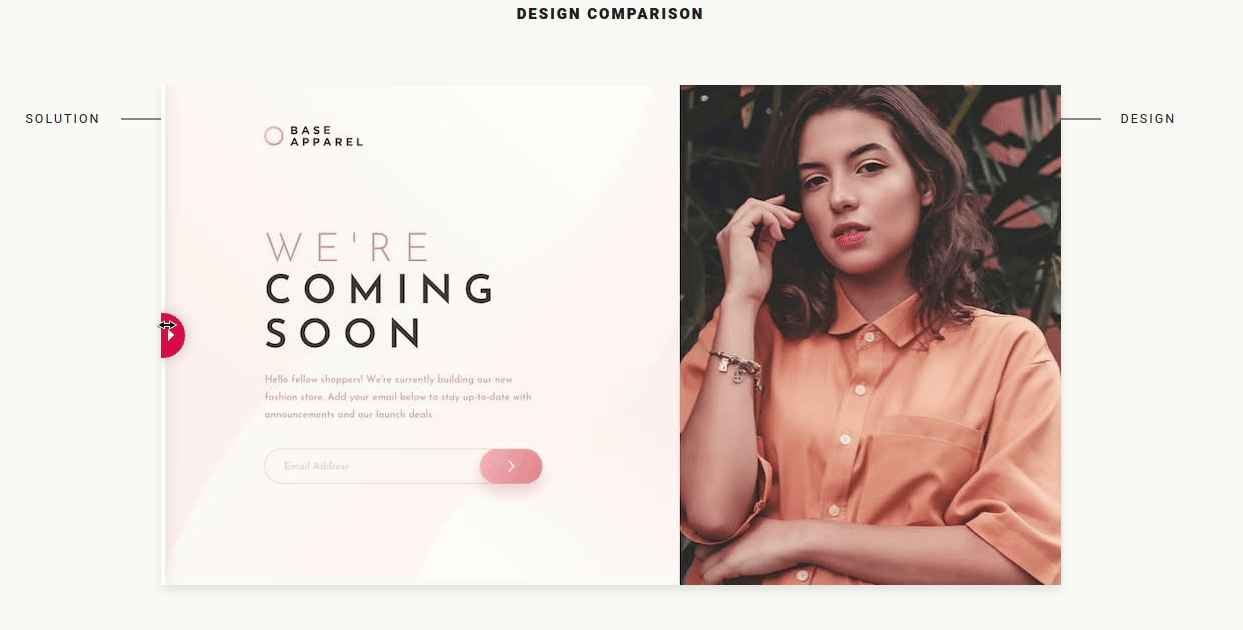 DESIGN COMPARISON
SOLUTION
DESIGN
BASE
APPAREL
WE'RE
COMING
SOON
Hello fellow shoppers! We're currently building our new
fashion store. Add your email below to stay up-to-date with
announcements and our launch deals.
Email Address